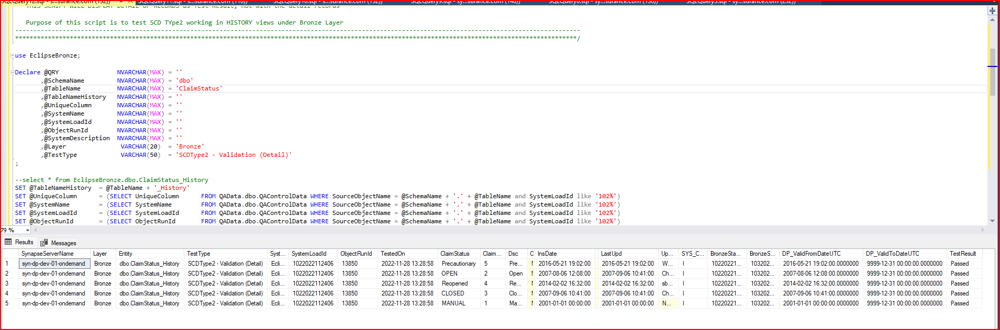 SQLQuery12.sql - s...surance.com (152))
SQLQuery11.sql - s...surance.com (110))
SQLQuery10.sql - s...surance.com (152))
SQLQuery9.sql - sy...surance.com (148))
SQLQuery6.sql - sy...surance.com (150))
SQLQuery5.sql - sy...surance.com (252))
THIS SCRIPT WILL DISPLAY DETAIL OF RECORDS as Test Result, not with the detail records
Purpose of this script is to test SCD TYpe2 working in HISTORY views under Bronze Layer
use EclipseBronze;
Declare @QRY NVARCHAR(MAX) = ''
,@SchemaName NVARCHAR(MAX) = 'dbo'
,@TableName NVARCHAR(MAX) = 'ClaimStatus'
,@TableNameHistory NVARCHAR(MAX) = ''
,@UniqueColumn NVARCHAR(MAX) = ''
,@SystemName NVARCHAR(MAX) = ''
,@SystemLoadId NVARCHAR(MAX) = ''
,@ObjectRunId NVARCHAR(MAX) = ''
,@SystemDescription NVARCHAR(MAX) = ''
,@Layer VARCHAR(20) = 'Bronze'
,@TestType VARCHAR(50) = 'SCDType2 - Validation (Detail)'
;
--select * from EclipseBronze.dbo.ClaimStatus_History
SET @TableNameHistory = @TableName + '_History'
SET @UniqueColumn = (SELECT UniqueColumn FROM QAData.dbo.QAControlData WHERE SourceObjectName = @SchemaName + '.' + @TableName and SystemLoadId like '102%')
SET @SystemName = (SELECT SystemName FROM QAData.dbo.QAControlData WHERE SourceObjectName = @SchemaName + '.' + @TableName and SystemLoadId like '102%')
SET @SystemLoadId = (SELECT SystemLoadId FROM QAData.dbo.QAControlData WHERE SourceObjectName = @SchemaName + '.' + @TableName and SystemLoadId like '102%')
SET @ObjectRunId = (SELECT ObjectRunId FROM QAData.dbo.QAControlData WHERE SourceObjectName = @SchemaName + '.' + @TableName and SystemLoadId like '102%')
79 %
Results Messages
SynapseServerName Layer Entity TestType Syst... SystemLoadId ObjectRunId TestedOn ClaimStatus Claim... Dsc InsDate LastUpd Up... SYS_C... BronzeSta... BronzeS... DP_ValidFromDateUTC DP_ValidToDateUTC TestResult
1 syn-dp-dev-01-ondemand Bronze dbo.ClaimStatus_History SCDType2 - Validation (Detail) Ecli... 1022022112406 13850 2022-11-28 13:28:58 Precautionary 5 Pre... 2016-05-21 19:02:00 2016-05-21 19:02:00 W... I 10220221... 103202... 2016-05-21 19:02:00.0000000 9999-12-31 00:00:00.0000000 Passed
2 syn-dp-dev-01-ondemand Bronze dbo.ClaimStatus_History SCDType2 - Validation (Detail) Ecli... 1022022112406 13850 2022-11-28 13:28:58 OPEN 2 Open 2007-08-06 12:08:00 2007-09-06 10:41:00 Ch... I 10220221... 103202... 2007-08-06 12:08:00.0000000 9999-12-31 00:00:00.0000000 Passed
3 syn-dp-dev-01-ondemand Bronze dbo.ClaimStatus_History SCDType2 - Validation (Detail) Ecli... 1022022112406 13850 2022-11-28 13:28:58 Reopened 4 Re... 2014-02-02 16:32:00 2014-02-02 16:32:00 sb... I 10220221... 103202... 2014-02-02 16:32:00.0000000 9999-12-31 00:00:00.0000000 Passed
4 syn-dp-dev-01-ondemand Bronze dbo.ClaimStatus_History SCDType2 - Validation (Detail) Ecli... 1022022112406 13850 2022-11-28 13:28:58 CLOSED 3 Clo... 2007-09-06 10:41:00 2007-09-06 10:41:00 Ch... I 10220221... 103202... 2007-09-06 10:41:00.0000000 9999-12-31 00:00:00.0000000 Passed
5 syn-dp-dev-01-ondemand Bronze dbo.ClaimStatus_History SCDType2 - Validation (Detail) Ecli... 1022022112406 13850 2022-11-28 13:28:58 MANUAL 1 Ma... 2001-01-01 00:00:00 2001-01-01 00:00:00 N... I 10220221... 103202... 2001-01-01 00:00:00.0000000 9999-12-31 00:00:00.0000000 Passed